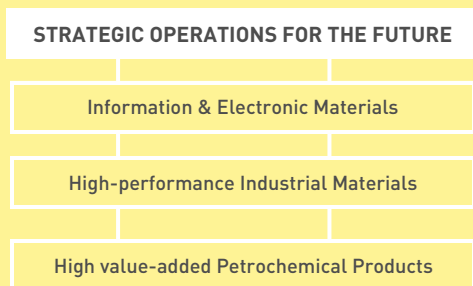 STRATEGIC OPERATIONS FOR THE FUTURE
Information & Electronic Materials
High-performance Industrial Materials
High value-added Petrochemical Products